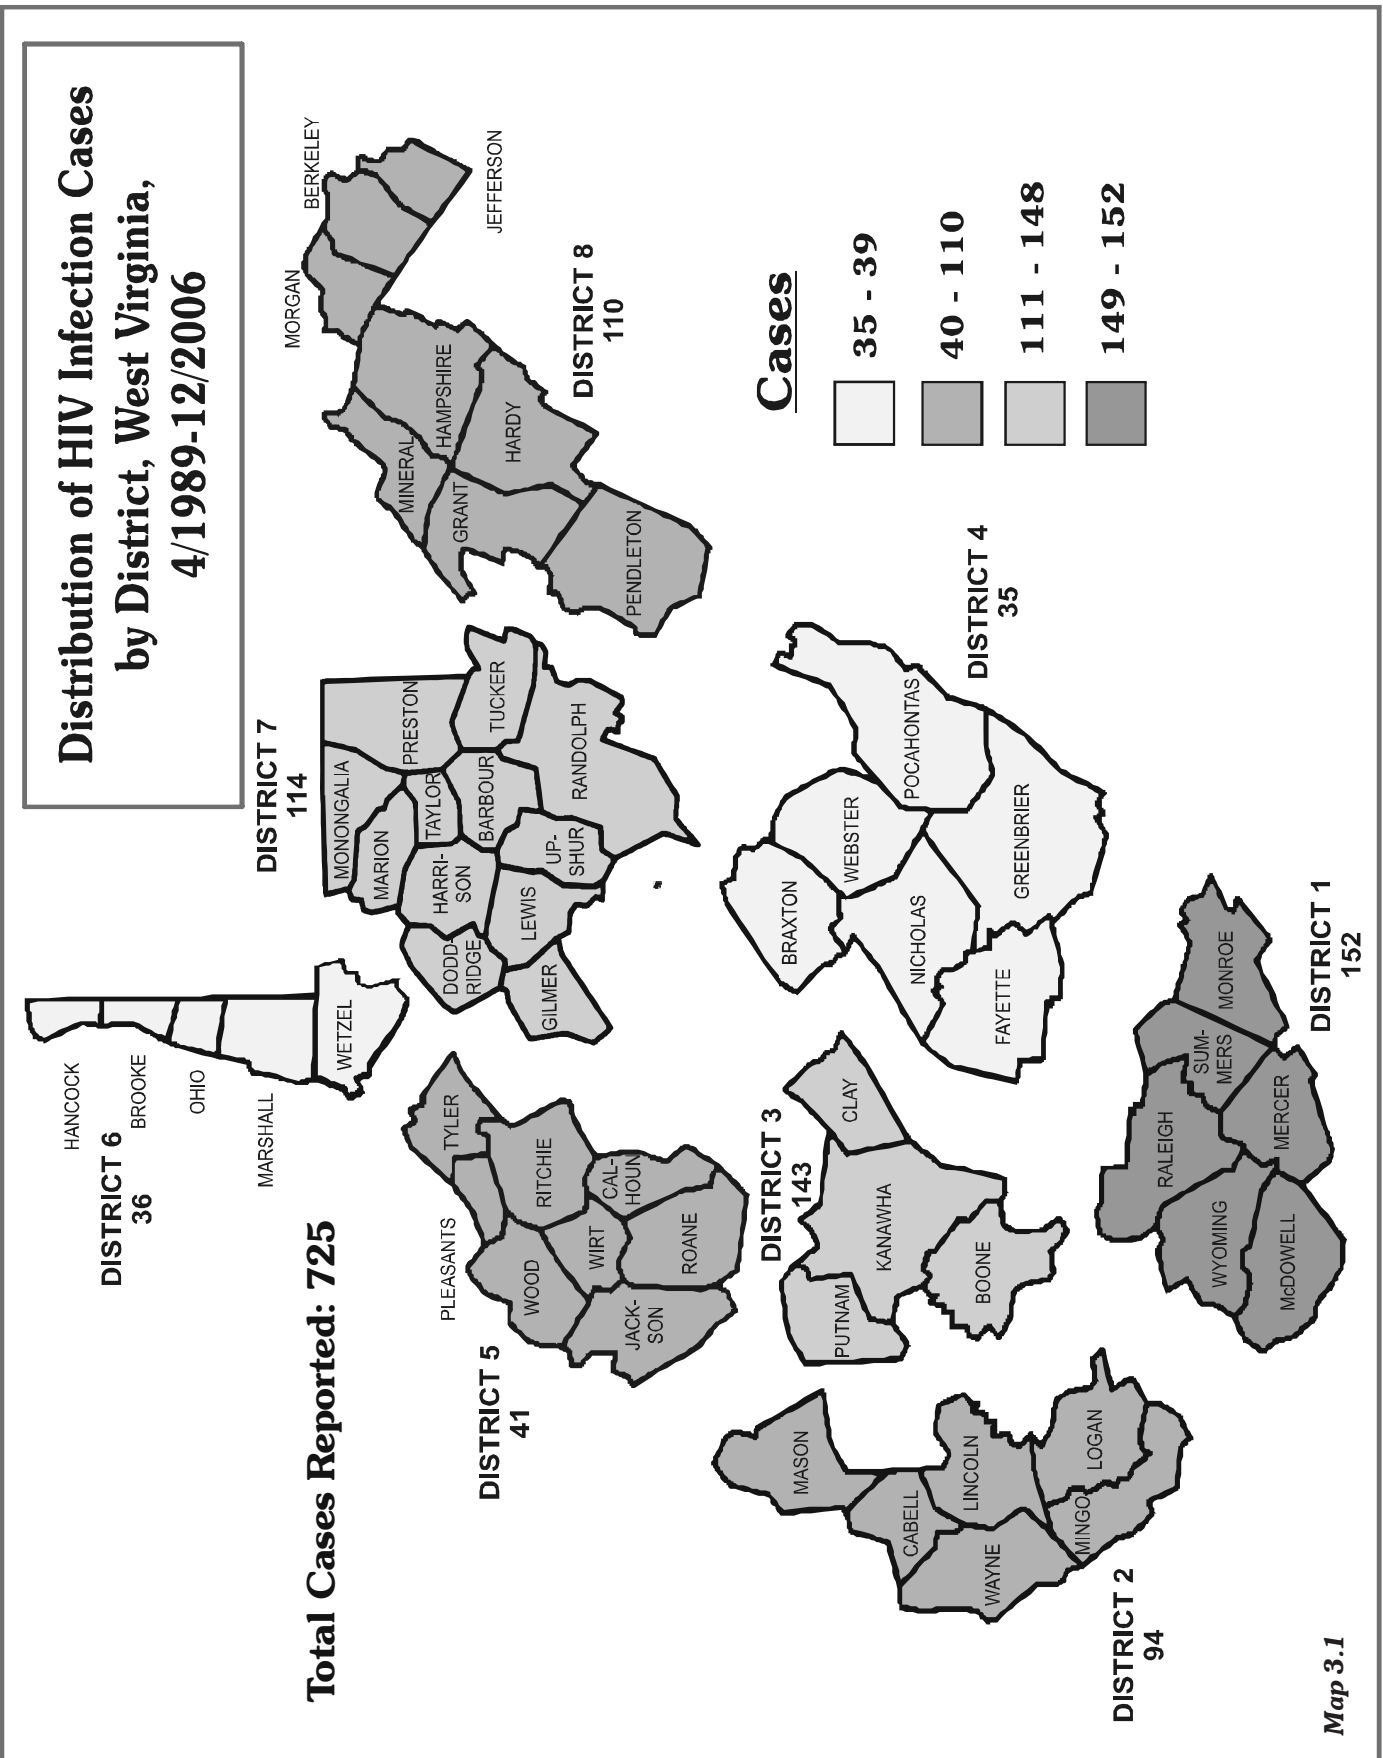 Distribution of HIV Infection Cases
by District, West Virginia,
4/1989-12/2006
Total Cases Reported: 725
DISTRICT 6
36
HANCOCK
BROOKE
OHIO
MARSHALL
WETZEL
DISTRICT 7
114
MONONGALIA
PRESTON
MARION
TAYLOR
HARRI-
SON
BARBOUR
TUCKER
DODD-
RIDGE
LEWIS
UP-
SHUR
RANDOLPH
GILMER
MORGAN
BERKELEY
JEFFERSON
MINERAL
HAMPSHIRE
GRANT
HARDY
PENDLETON
DISTRICT 8
110
DISTRICT 5
41
PLEASANTS
TYLER
RITCHIE
WOOD
WIRT
CAL-
HOUN
JACK-
SON
ROANE
DISTRICT 3
143
CLAY
KANAWHA
PUTNAM
BOONE
BRAXTON
WEBSTER
POCAHONTAS
NICHOLAS
GREENBRIER
FAYETTE
DISTRICT 4
35
Cases
35 - 39
40 - 110
111 - 148
149 - 152
MASON
CABELL
LINCOLN
WAYNE
LOGAN
MINGO
DISTRICT 2
94
RALEIGH
SUM-
MERS
MONROE
WYOMING
MERCER
McDOWELL
DISTRICT 1
152
Map 3.1